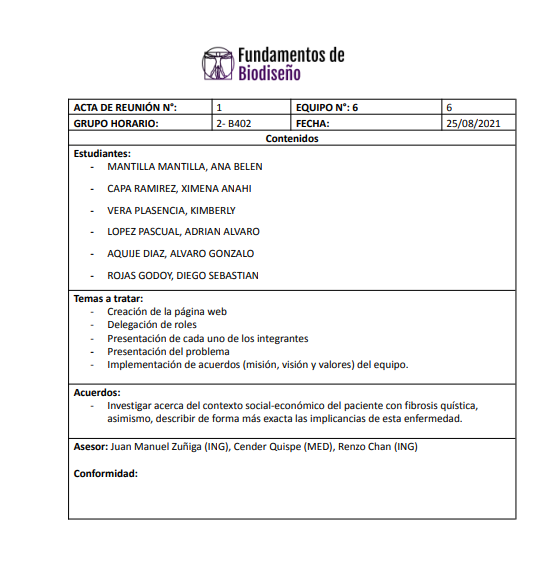 Fundamentos de
Biodiseño
ACTA DE REUNIÓN N°: 1 EQUIPO N°: 6 6
GRUPO HORARIO: 2- B402 FECHA: 25/08/2021
Contenidos
Estudiantes:
- MANTILLA MANTILLA, ANA BELEN
- CAPA RAMIREZ, XIMENA ANAHI
- VERA PLASENCIA, KIMBERLY
- LOPEZ PASCUAL, ADRIAN ALVARO
- AQUIJE DIAZ, ALVARO GONZALO
- ROJAS GODOY, DIEGO SEBASTIAN
Temas a tratar:
- Creación de la página web
- Delegación de roles
- Presentación de cada uno de los integrantes
- Presentación del problema
- Implementación de acuerdos (misión, visión y valores) del equipo.
Acuerdos:
- Investigar acerca del contexto social-económico del paciente con fibrosis quística,
asimismo, describir de forma más exacta las implicancias de esta enfermedad.
Asesor: Juan Manuel Zuñiga (ING), Cender Quispe (MED), Renzo Chan (ING)
Conformidad: